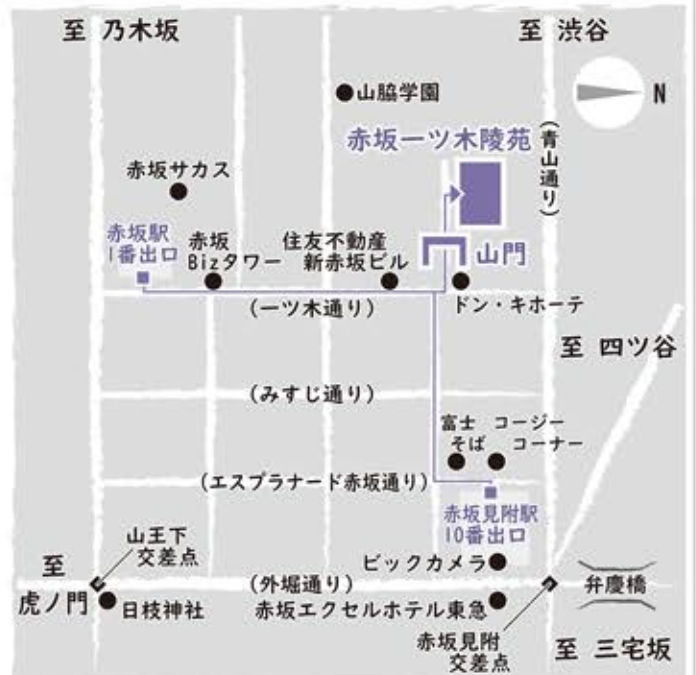 至 乃木坂
至 渋谷
N
山脇学園
赤坂一ツ木陵苑
(青山通り)
赤坂サカス
赤坂駅
1番出口
赤坂
Bizタワー
住友不動産
新赤坂ビル
山門
(一ツ木通り)
ドン・キホーテ
至 四ツ谷
(みすじ通り)
富士
そば
コージー
コーナー
(エスプラナード赤坂通り)
赤坂見附駅
10番出口
山王下
交差点
ビックカメラ
至
虎ノ門
(外堀通り)
弁慶橋
日枝神社
赤坂エクセルホテル東急
赤坂見附
交差点
至 三宅坂